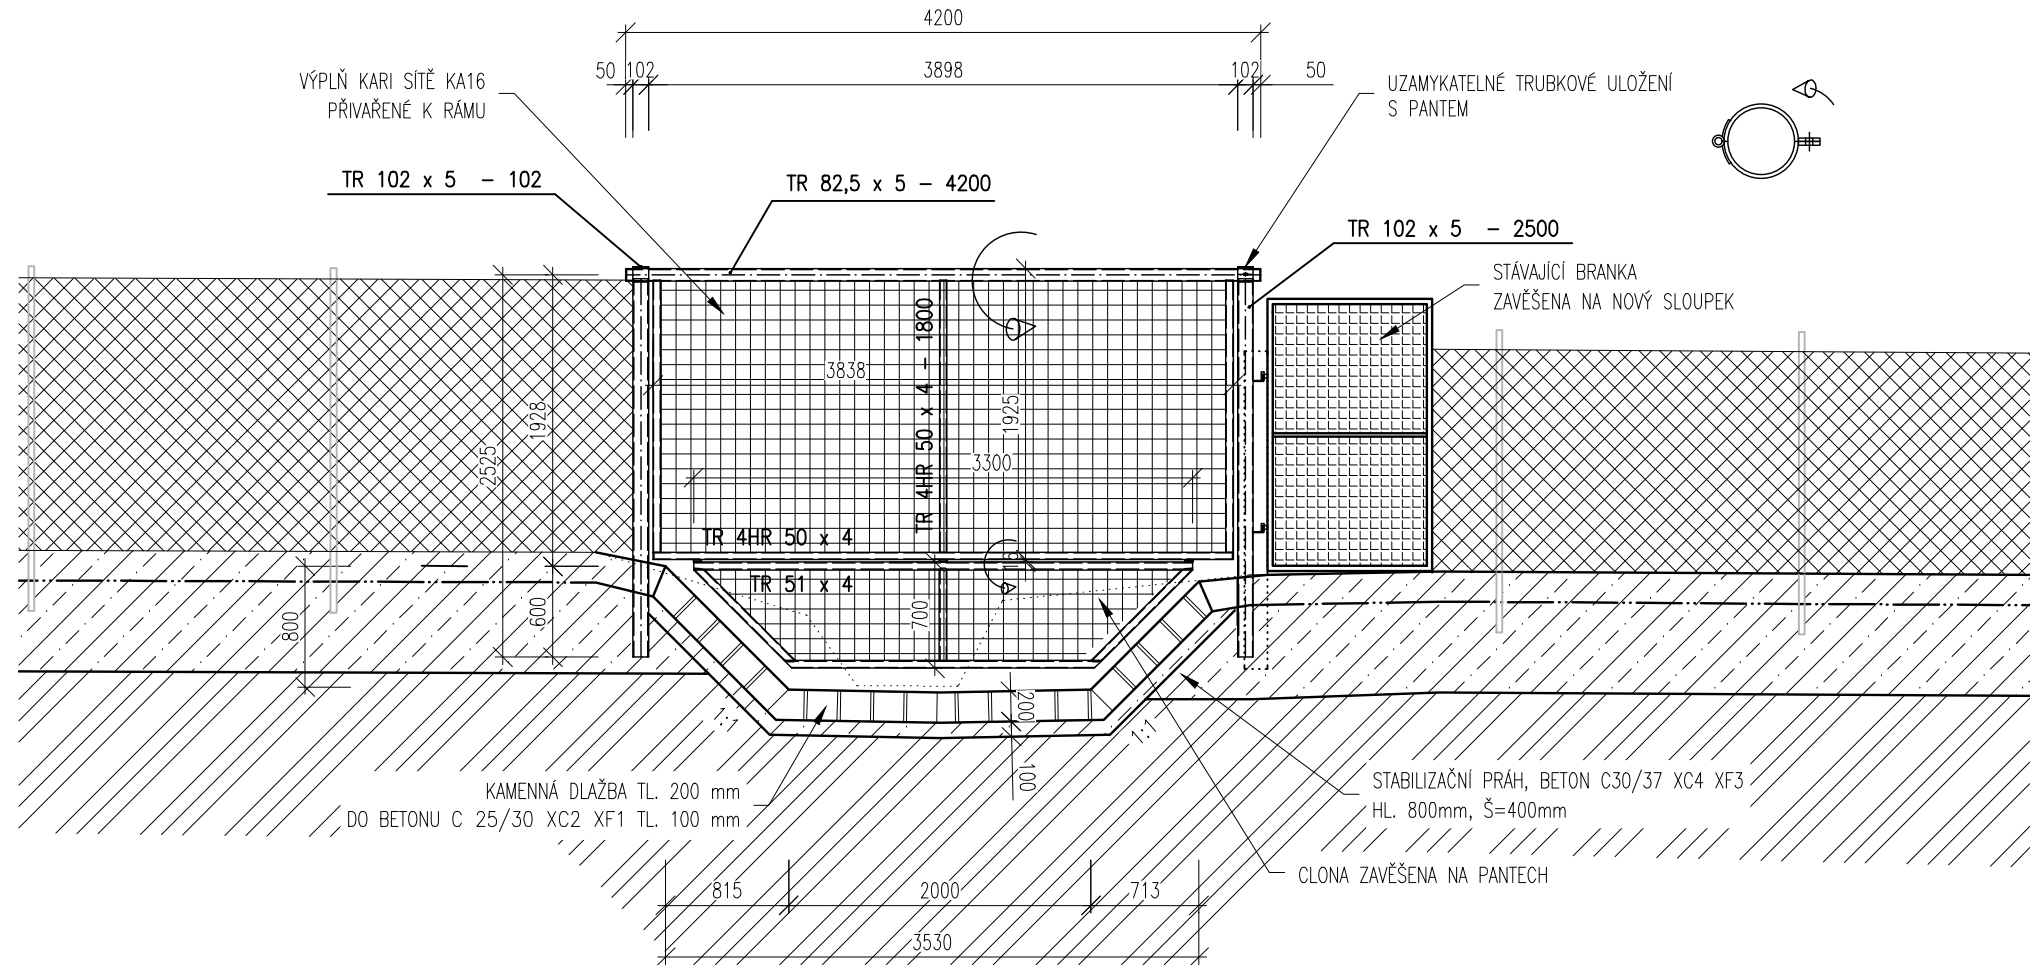 4200
50 102 3898 102 50
VÝPLŇ KARI SÍTĚ KA16
PŘIVAŘENÉ K RÁMU
UZAMYKATELNÉ TRUBKOVÉ ULOŽENÍ
S PANTEM
TR 102 x 5 - 102
TR 82,5 x 5 - 4200
TR 102 x 5 - 2500
STÁVAJÍCÍ BRANKA
ZAVĚŠENA NA NOVÝ SLOUPEK
TR 4HR 50 x 4 - 1800
3838
1928
1925
2525
3300
TR 4HR 50 x 4
16
TR 51 x 4
800
600
700
200
100
1:1
1:1
KAMENNÁ DLAŽBA TL. 200 mm
DO BETONU C 25/30 XC2 XF1 TL. 100 mm
STABILIZAČNÍ PRÁH, BETON C30/37 XC4 XF3
HL. 800mm, Š=400mm
CLONA ZAVĚŠENA NA PANTECH
815 2000 713
3530